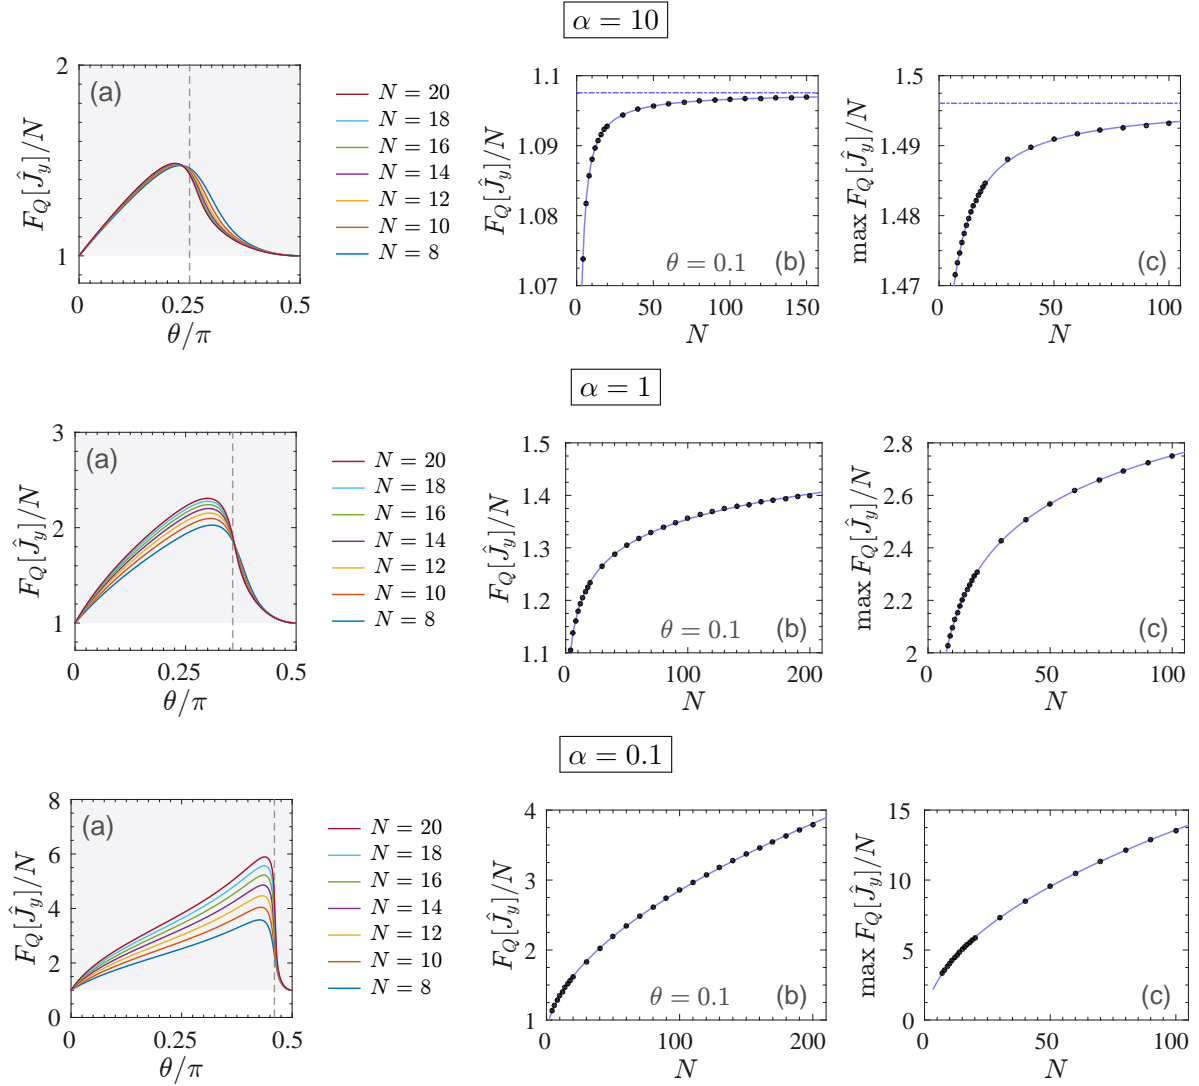 α = 10
(a)
2
1
F_Q[Ĵ_y]/N
0
0.25
0.5
θ/π
N = 20
N = 18
N = 16
N = 14
N = 12
N = 10
N = 8
1.1
1.09
1.08
1.07
F_Q[Ĵ_y]/N
θ = 0.1
(b)
0
50
100
150
N
1.5
1.49
1.48
1.47
max F_Q[Ĵ_y]/N
(c)
0
50
100
N
α = 1
(a)
3
2
1
F_Q[Ĵ_y]/N
0
0.25
0.5
θ/π
N = 20
N = 18
N = 16
N = 14
N = 12
N = 10
N = 8
1.5
1.4
1.3
1.2
1.1
F_Q[Ĵ_y]/N
θ = 0.1
(b)
0
100
200
N
2.8
2.6
2.4
2.2
2
max F_Q[Ĵ_y]/N
(c)
0
50
100
N
α = 0.1
(a)
8
6
4
2
0
F_Q[Ĵ_y]/N
0
0.25
0.5
θ/π
N = 20
N = 18
N = 16
N = 14
N = 12
N = 10
N = 8
4
3
2
1
F_Q[Ĵ_y]/N
θ = 0.1
(b)
0
100
200
N
15
10
5
0
max F_Q[Ĵ_y]/N
(c)
0
50
100
N